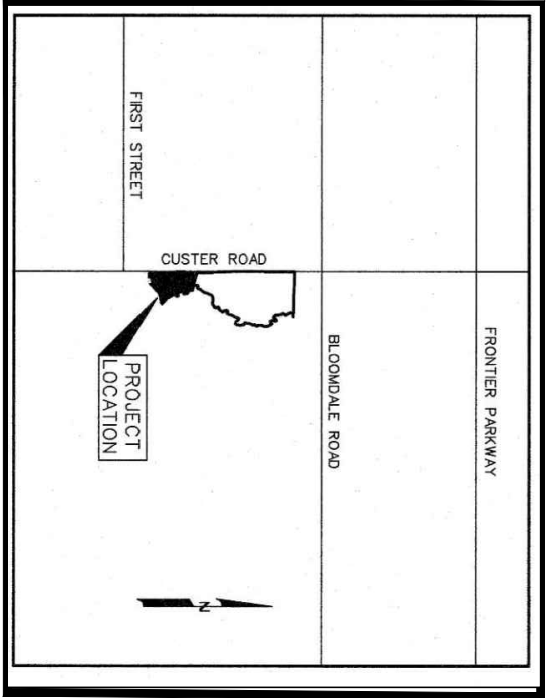 FIRST STREET
CUSTER ROAD
PROJECT
LOCATION
BLOOMDALE ROAD
FRONTIER PARKWAY
N